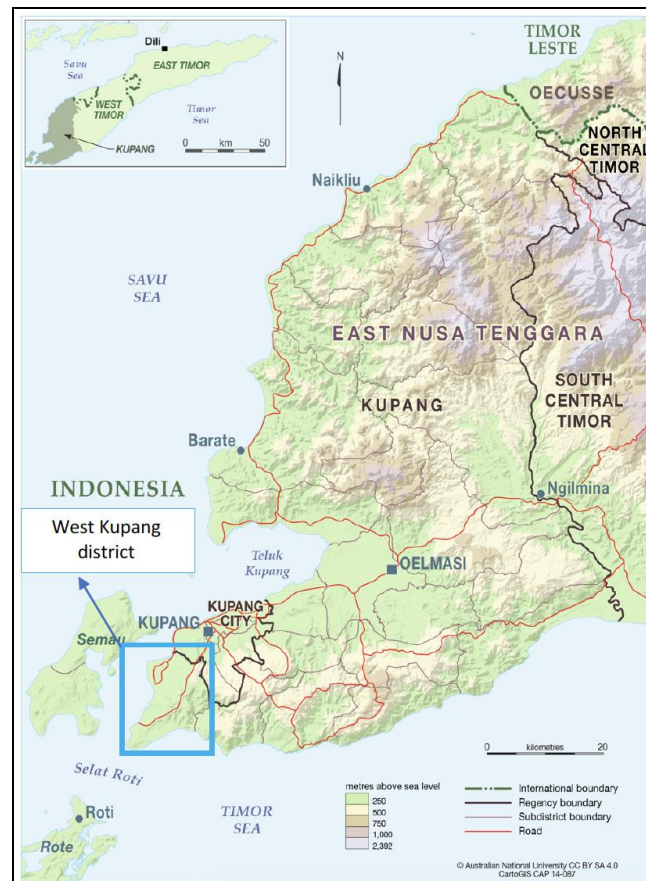 Dili
Savu
Sea
EAST TIMOR
WEST
TIMOR
Timor
Sea
KUPANG
0 50
km
N
TIMOR
LESTE
OECUSSE
NORTH
CENTRAL
TIMOR
Naikliu
SAVU
SEA
EAST NUSA TENGGARA
SOUTH
CENTRAL
TIMOR
KUPANG
Barate
Ngilmina
INDONESIA
West Kupang
district
Teluk
Kupang
OELMASI
KUPANG
CITY
KUPANG
Semau
Selat Roti
TIMOR
SEA
Roti
Rote
0 kilometres 20
metres above sea level
250
500
750
1,000
2,392
International boundary
Regency boundary
Subdistrict boundary
Road
© Australian National University CC BY SA 4.0
CartoGIS CAP 14-087